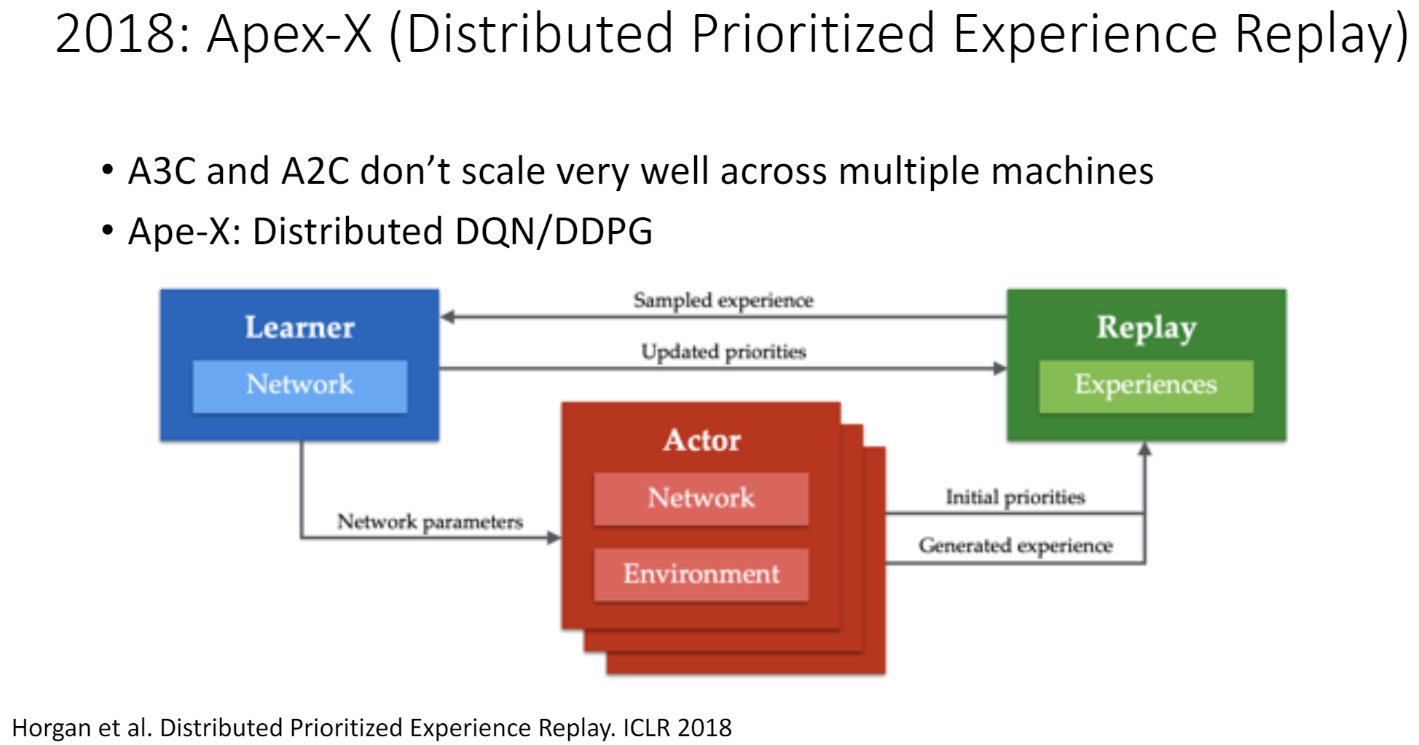 2018: Apex-X (Distributed Prioritized Experience Replay)
• A3C and A2C don’t scale very well across multiple machines
• Ape-X: Distributed DQN/DDPG
Learner
Network
Sampled experience
Updated priorities
Replay
Experiences
Actor
Network
Environment
Network parameters
Initial priorities
Generated experience
Horgan et al. Distributed Prioritized Experience Replay. ICLR 2018